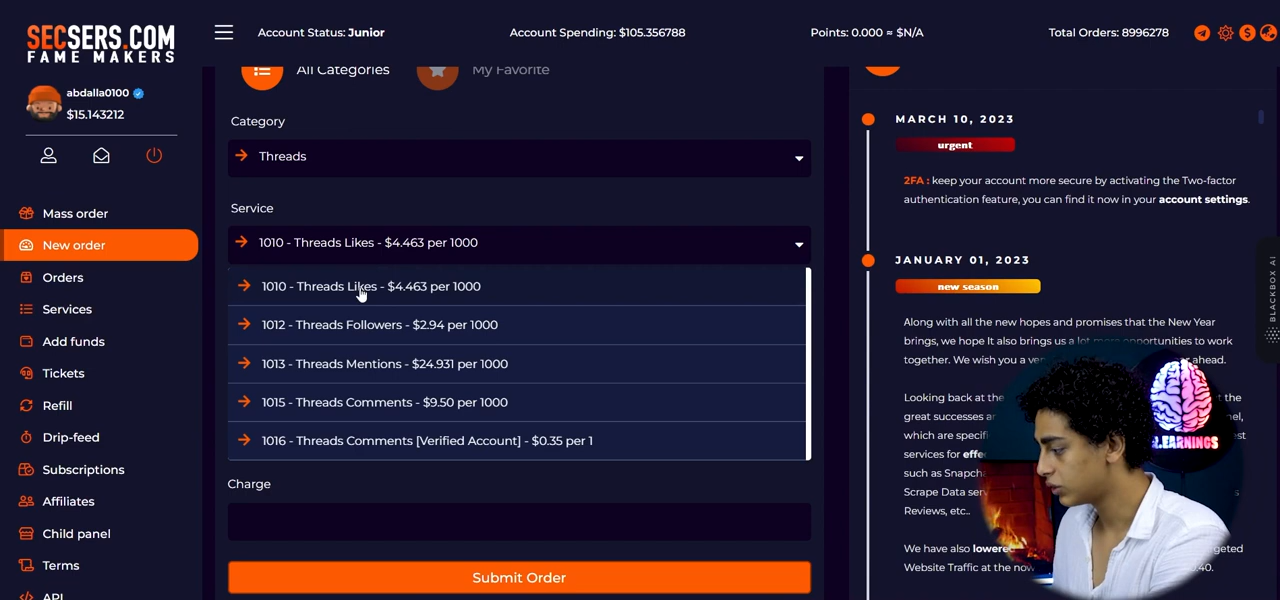 SECSERS.COM
FAME MAKERS
Account Status: Junior
Account Spending: $105.356788
Points: 0.000 ≈ $N/A
Total Orders: 8996278
abdalla0100
$15.143212
Mass order
New order
Orders
Services
Add funds
Tickets
Refill
Drip-feed
Subscriptions
Affiliates
Child panel
Terms
API
All Categories
My Favorite
Category
Threads
Service
1010 - Threads Likes - $4.463 per 1000
1010 - Threads Likes - $4.463 per 1000
1012 - Threads Followers - $2.94 per 1000
1013 - Threads Mentions - $24.931 per 1000
1015 - Threads Comments - $9.50 per 1000
1016 - Threads Comments [Verified Account] - $0.35 per 1
Charge
Submit Order
MARCH 10, 2023
urgent
2FA : keep your account more secure by activating the Two-factor
authentication feature, you can find it now in your account settings.
JANUARY 01, 2023
new season
Along with all the new hopes and promises that the New Year
brings, we hope It also brings us a lot more opportunities to work
together. We wish you a very ahead.
Looking back at the the
great successes
which are specifi
services for
such as Snapch
Scrape Data
Reviews, etc..
We have also lowered
Website Traffic at the now
BLACKBOX AI
E.EARNINGS